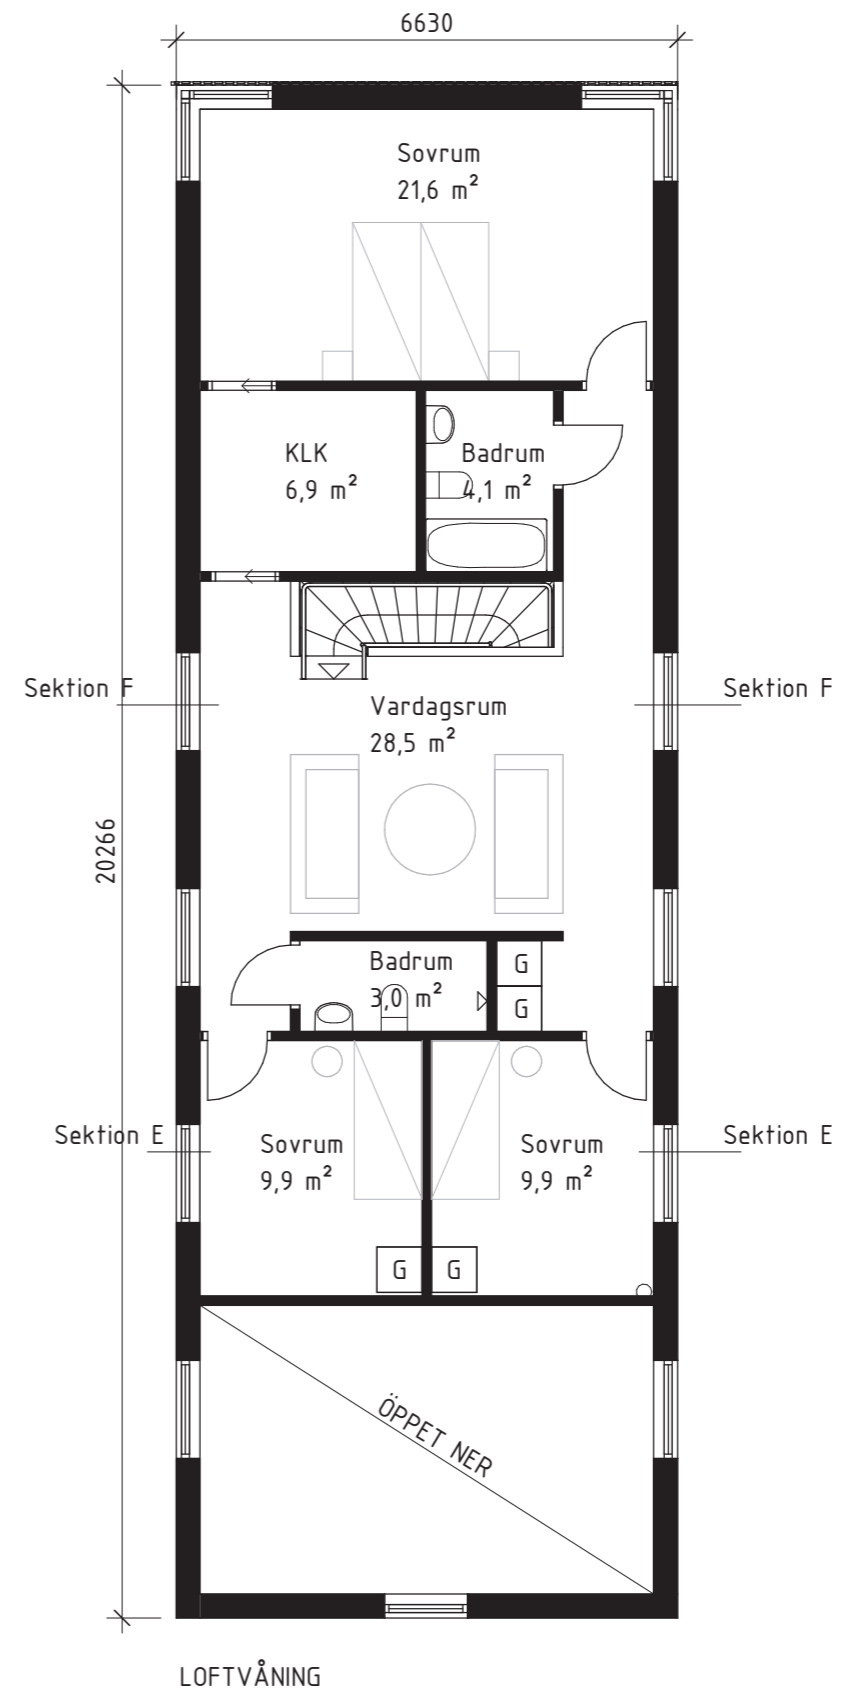 6630
Sovrum
21,6 m²
KLK
6,9 m²
Badrum
4,1 m²
Sektion F
Sektion F
Vardagsrum
28,5 m²
20266
Badrum
3,0 m²
G
G
Sektion E
Sektion E
Sovrum
9,9 m²
Sovrum
9,9 m²
G
G
ÖPPET NER
LOFTVÅNING